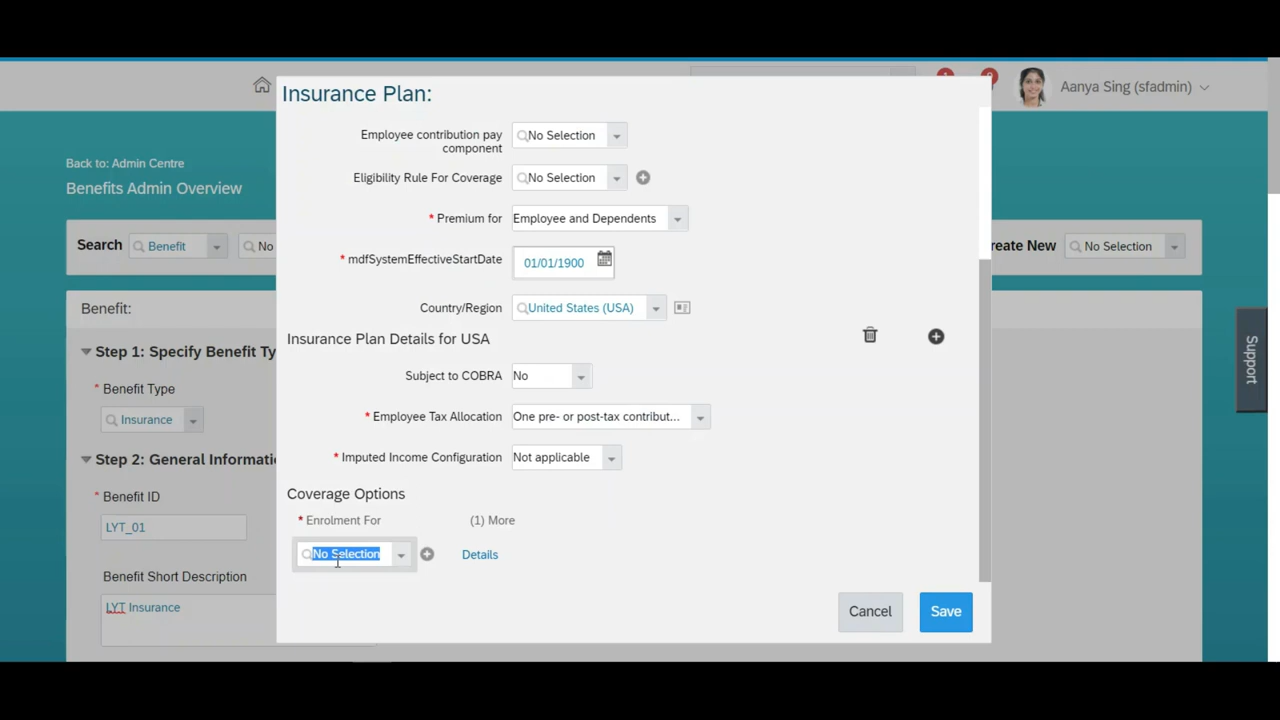 Insurance Plan:
Aanya Sing (sfadmin)
Employee contribution pay
component
No Selection
Back to: Admin Centre
Benefits Admin Overview
Eligibility Rule For Coverage
No Selection
* Premium for
Employee and Dependents
Search
Benefit
No
reate New
No Selection
* mdfSystemEffectiveStartDate
01/01/1900
Benefit:
Country/Region
United States (USA)
Insurance Plan Details for USA
Step 1: Specify Benefit Ty
Subject to COBRA
No
* Benefit Type
Insurance
* Employee Tax Allocation
One pre- or post-tax contribut...
Step 2: General Informati
* Imputed Income Configuration
Not applicable
* Benefit ID
LYT_01
Coverage Options
* Enrolment For
(1) More
No Selection
Details
Benefit Short Description
LYT Insurance
Cancel
Save
Support